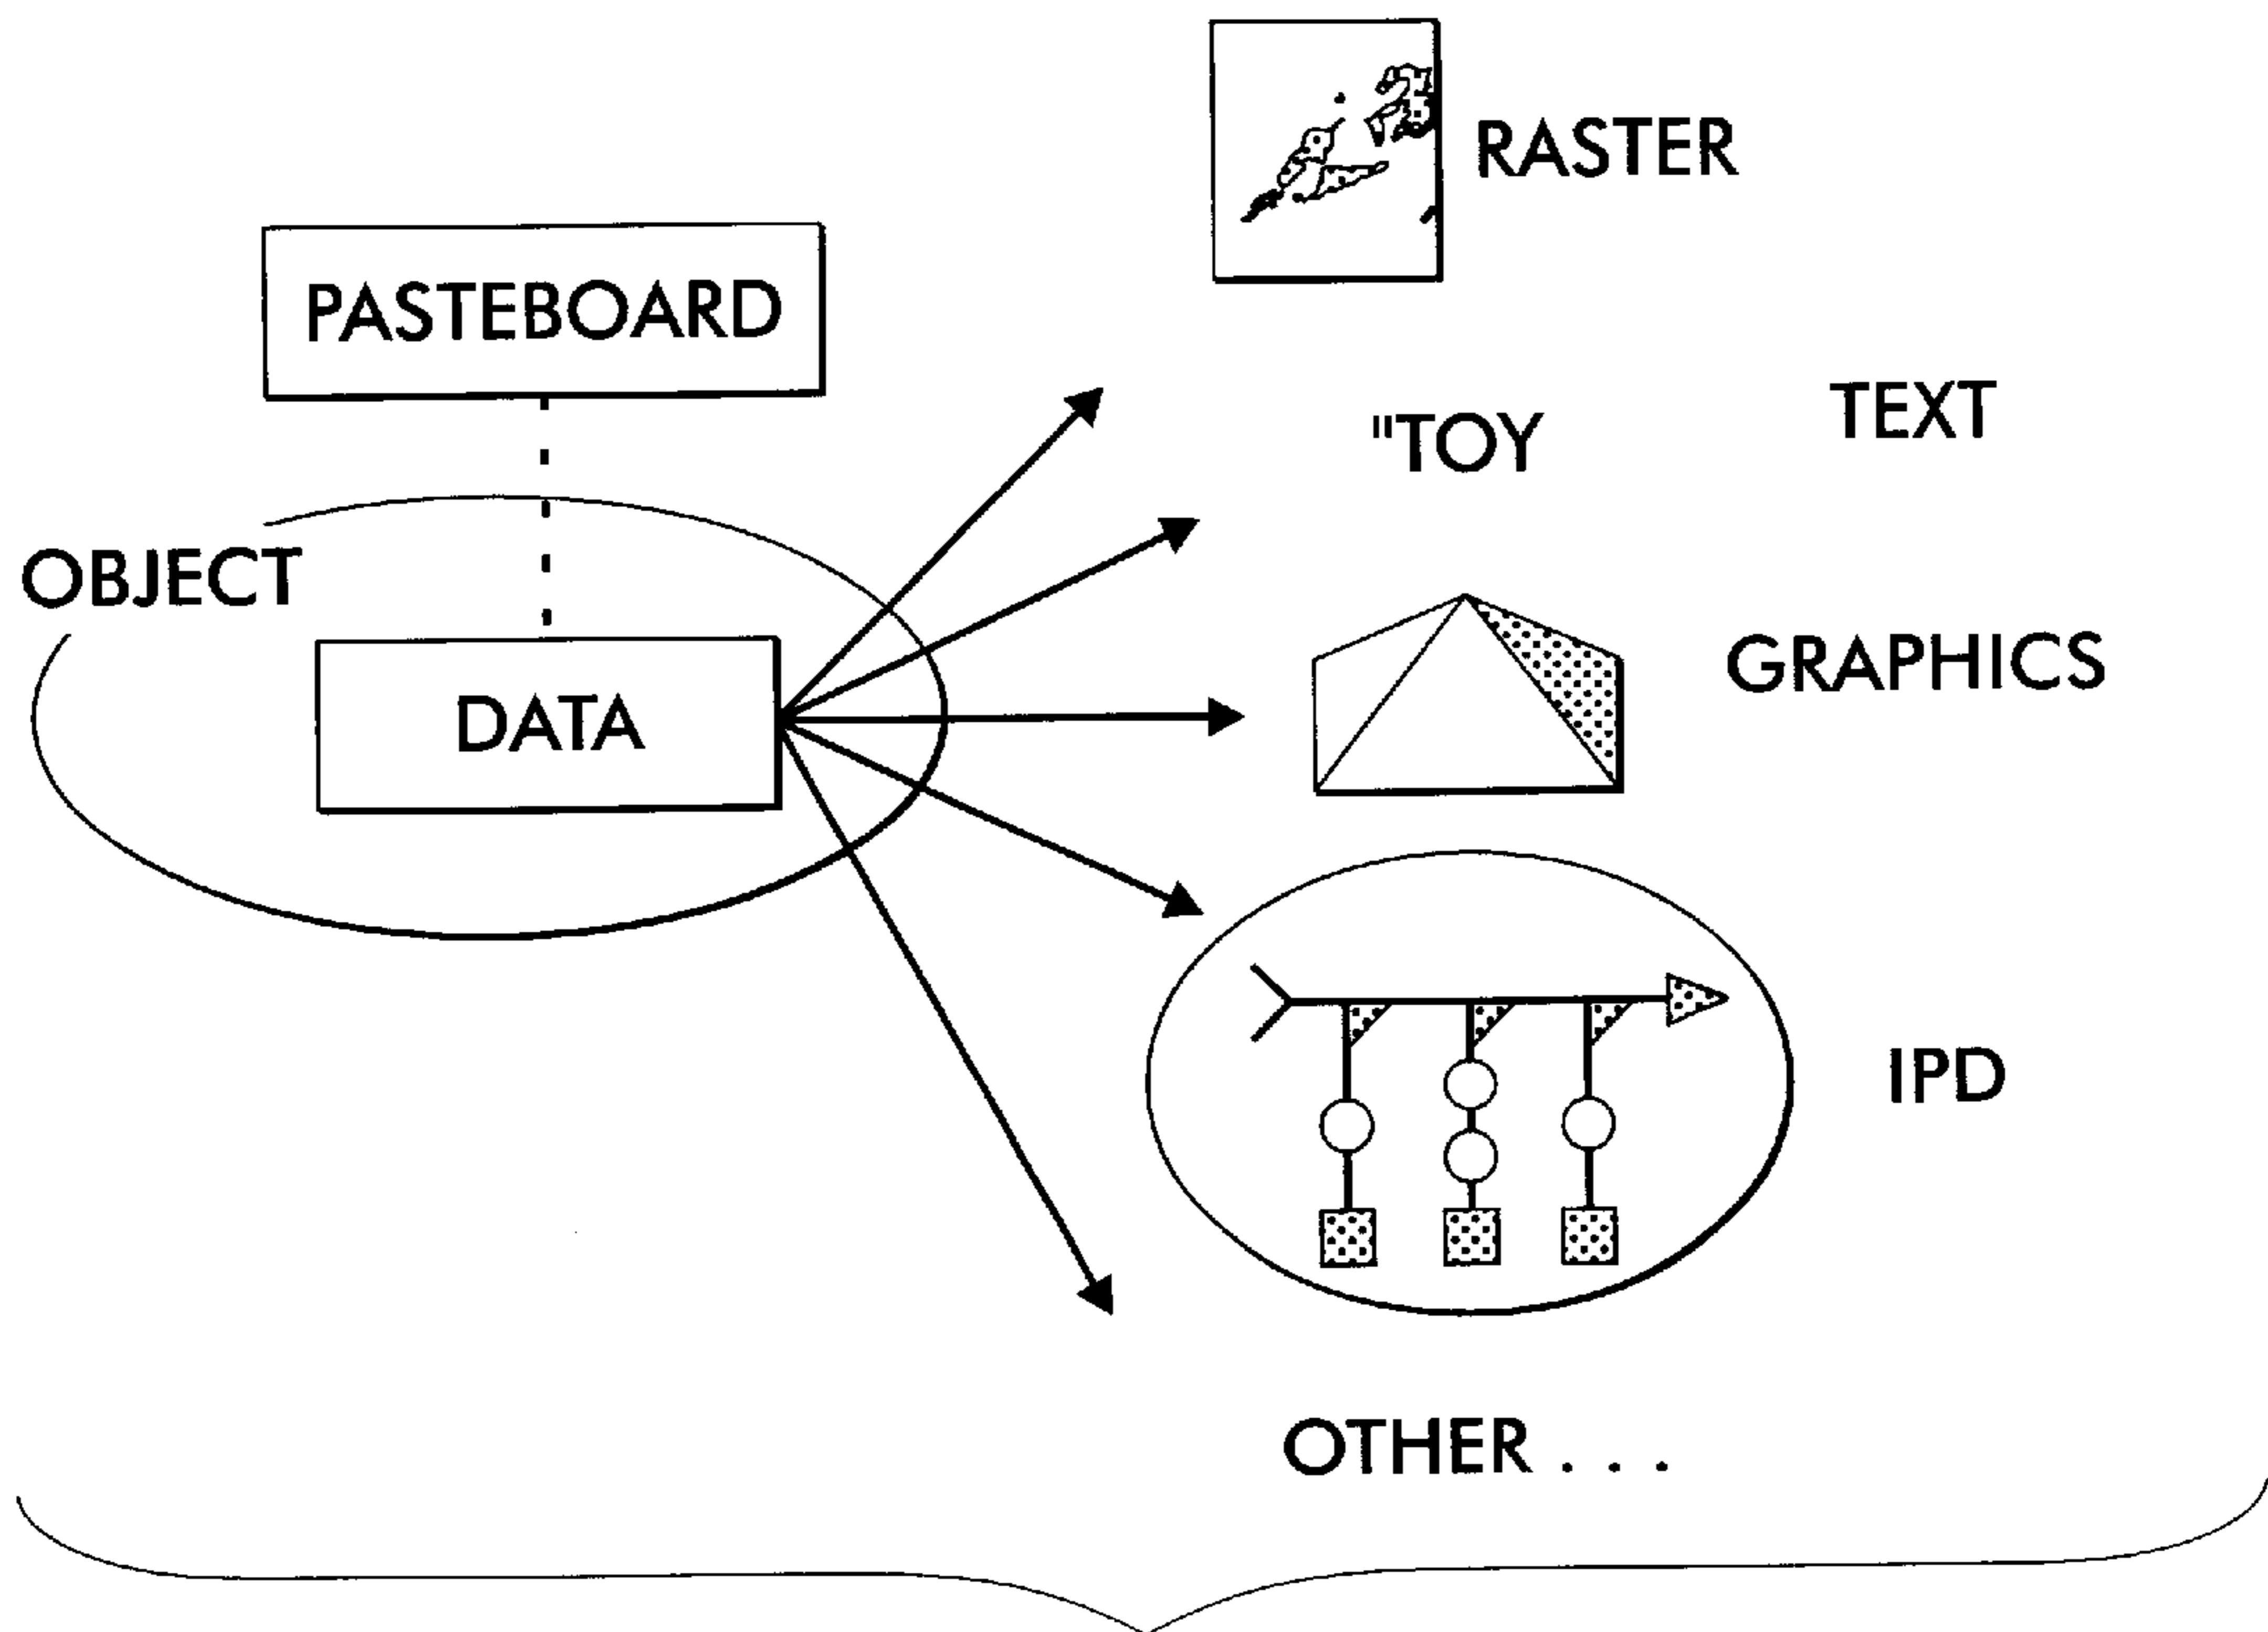 RASTER
PASTEBOARD
"TOY
TEXT
OBJECT
DATA
GRAPHICS
IPD
OTHER . . .